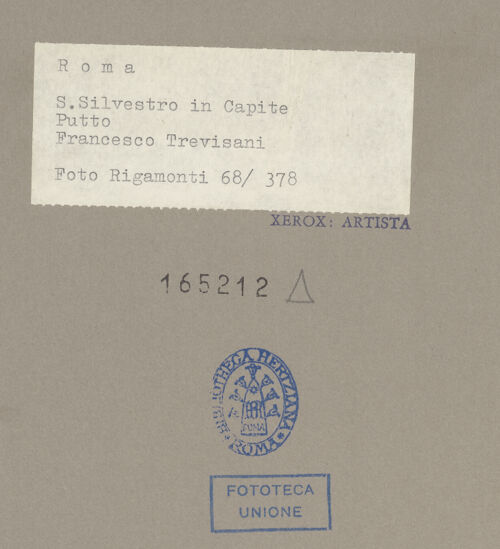 R o m a
S.Silvestro in Capite
Putto
Francesco Trevisani
Foto Rigamonti 68/ 378
XEROX: ARTISTA
165212
BIBLIOTHECA HERTZIANA
ROMA
ROMA
FOTOTECA
UNIONE